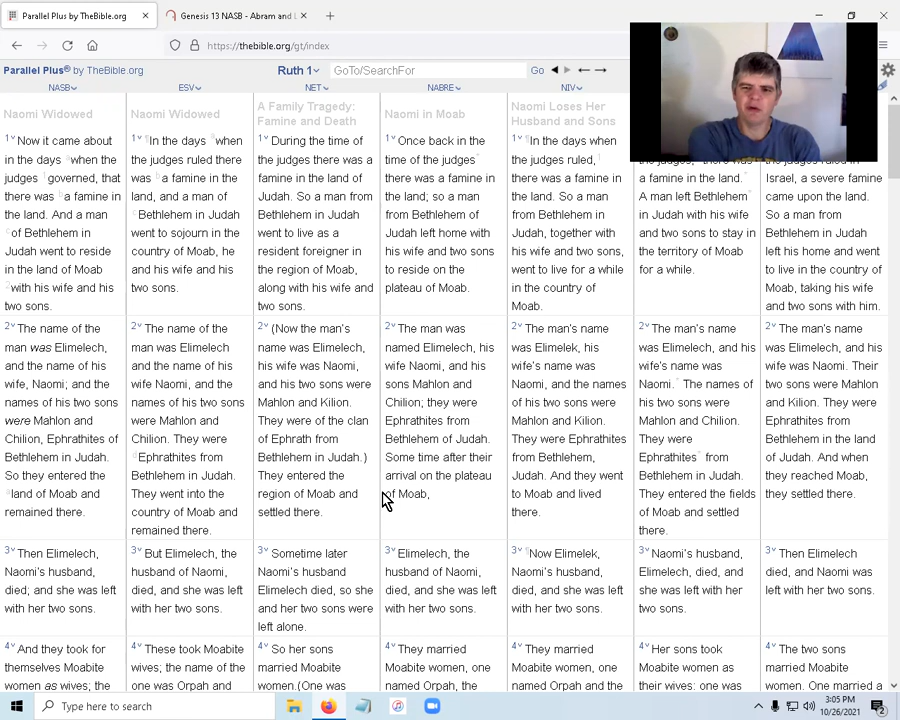 Parallel Plus by TheBible.org
Genesis 13 NASB - Abram and L
https://thebible.org/gt/index
Parallel Plus® by TheBible.org
Ruth 1
GoTo/SearchFor
Go
NASB
Naomi Widowed
1 Now it came about
in the days when the
judges governed, that
there was a famine in
the land. And a man
of Bethlehem in
Judah went to reside
in the land of Moab
with his wife and his
two sons.
2 The name of the
man was Elimelech,
and the name of his
wife, Naomi; and the
names of his two sons
were Mahlon and
Chilion, Ephrathites of
Bethlehem in Judah.
So they entered the
land of Moab and
remained there.
3 Then Elimelech,
Naomi's husband,
died; and she was left
with her two sons.
4 And they took for
themselves Moabite
women as wives; the
ESV
Naomi Widowed
1 In the days when
the judges ruled there
was a famine in the
land, and a man of
Bethlehem in Judah
went to sojourn in the
country of Moab, he
and his wife and his
two sons.
2 The name of the
man was Elimelech
and the name of his
wife Naomi, and the
names of his two sons
were Mahlon and
Chilion. They were
Ephrathites from
Bethlehem in Judah.
They went into the
country of Moab and
remained there.
3 But Elimelech, the
husband of Naomi,
died, and she was left
with her two sons.
4 These took Moabite
wives; the name of the
one was Orpah and
NET
A Family Tragedy:
Famine and Death
1 During the time of
the judges there was a
famine in the land of
Judah. So a man from
Bethlehem of Judah
went to live as a
resident foreigner in
the region of Moab,
along with his wife and
two sons.
2 (Now the man's
name was Elimelech,
his wife was Naomi,
and his two sons were
Mahlon and Kilion.
They were of the clan
of Ephrath from
Bethlehem in Judah.)
They entered the
region of Moab and
settled there.
3 Sometime later
Naomi's husband
Elimelech died, so she
and her two sons were
left alone.
4 So her sons
married Moabite
women.(One was
NABRE
Naomi in Moab
1 Once back in the
time of the judges
there was a famine in
the land; so a man
from Bethlehem of
Judah left home with
his wife and two sons
to reside on the
plateau of Moab.
2 The man was
named Elimelech, his
wife Naomi, and his
sons Mahlon and
Chilion; they were
Ephrathites from
Bethlehem of Judah.
Some time after their
arrival on the plateau
of Moab,
3 Elimelech, the
husband of Naomi,
died, and she was left
with her two sons.
4 They married
Moabite women, one
named Orpah, the
NIV
Naomi Loses Her
Husband and Sons
1 In the days when
the judges ruled,
there was a famine in
the land. So a man
from Bethlehem in
Judah, together with
his wife and two sons,
went to live for a while
in the country of
Moab.
2 The man's name
was Elimelek, his
wife's name was
Naomi, and the names
of his two sons were
Mahlon and Kilion.
They were Ephrathites
from Bethlehem,
Judah. And they went
to Moab and lived
there.
3 Now Elimelek,
Naomi's husband,
died, and she was left
with her two sons.
4 They married
Moabite women, one
named Orpah and the
famine in the land.
A man left Bethlehem
in Judah with his wife
and two sons to stay in
the territory of Moab
for a while.
2 The man's name
was Elimelech, and his
wife's name was
Naomi. The names of
his two sons were
Mahlon and Chilion.
They were
Ephrathites from
Bethlehem in Judah.
They entered the fields
of Moab and settled
there.
3 Naomi's husband,
Elimelech, died, and
she was left with her
two sons.
4 Her sons took
Moabite women as
their wives: one was
Israel, a severe famine
came upon the land.
So a man from
Bethlehem in Judah
left his home and went
to live in the country of
Moab, taking his wife
and two sons with him.
2 The man's name
was Elimelech, and his
wife was Naomi. Their
two sons were Mahlon
and Kilion. They were
Ephrathites from
Bethlehem in the land
of Judah. And when
they reached Moab,
they settled there.
3 Then Elimelech
died, and Naomi was
left with her two sons.
4 The two sons
married Moabite
women. One married a
Type here to search
3:05 PM
10/26/2021
2